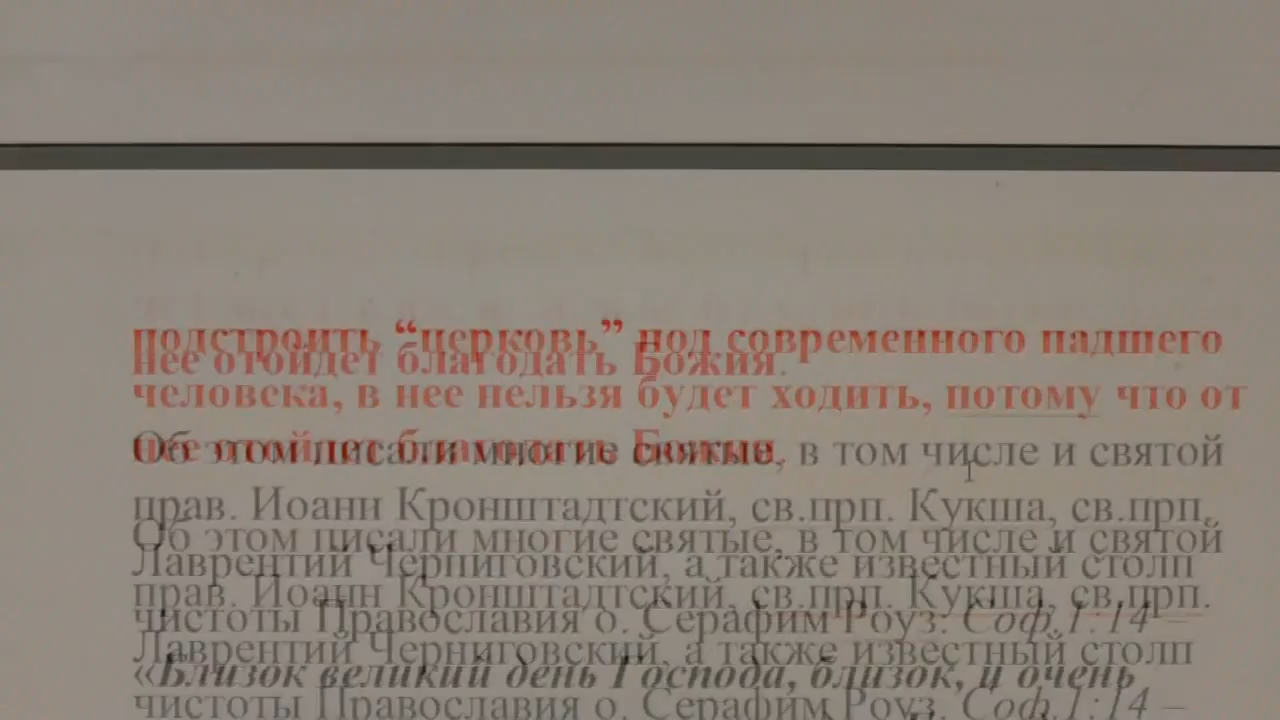 подстроить “церковь” под современного падшего
нее отойдет благодать Божия.
человека, в нее нельзя будет ходить, потому что от
нее отойдет благодать Божия.
Об этом писали многие святые, в том числе и святой
прав. Иоанн Кронштадтский, св.прп. Кукша, св.прп.
Об этом писали многие святые, в том числе и святой
Лаврентий Черниговский, а также известный столп
прав. Иоанн Кронштадтский, св.прп. Кукша, св.прп.
чистоты Православия о. Серафим Роуз. Соф.1:14 –
Лаврентий Черниговский, а также известный столп
«Близок великий день Господа, близок, и очень
чистоты Православия о. Серафим Роуз. Соф.1:14 –